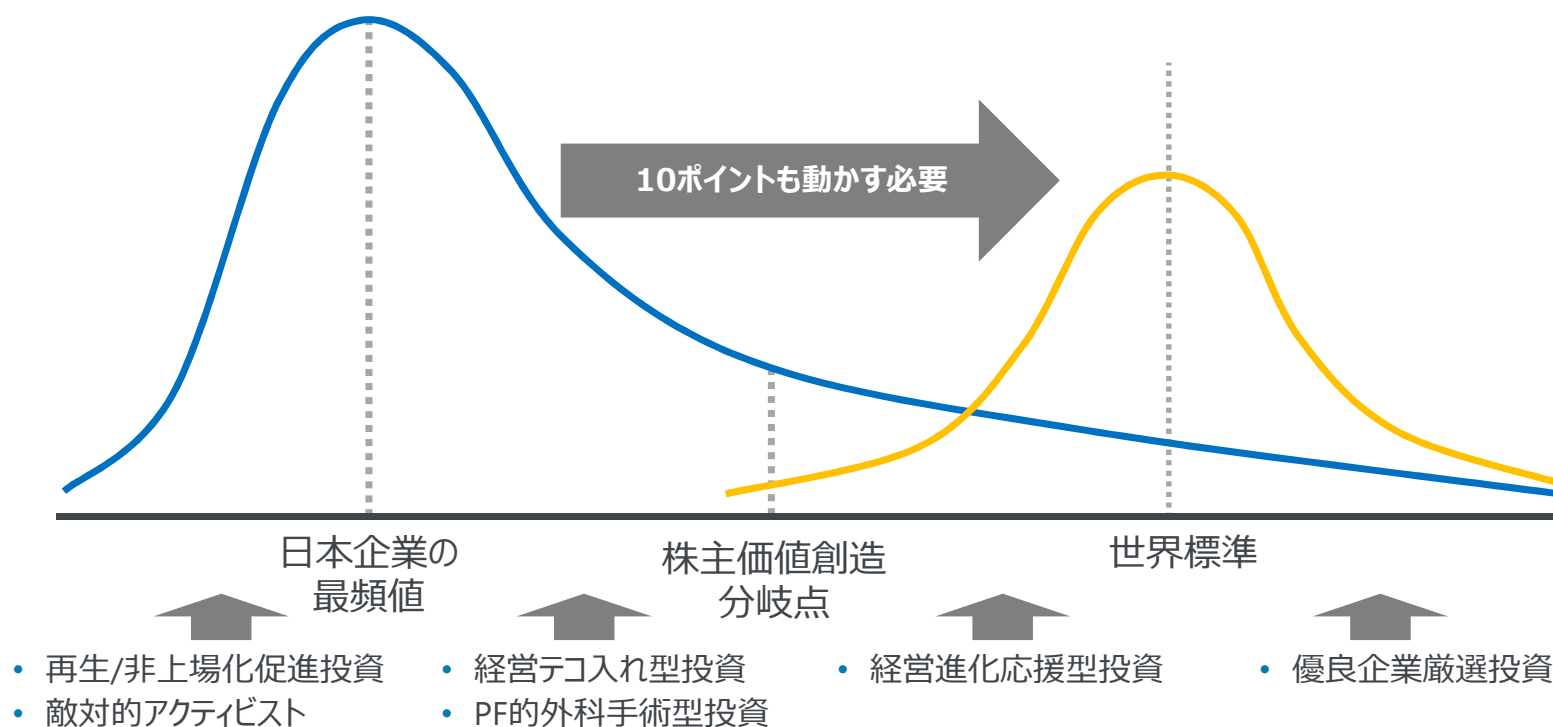 10ポイントも動かす必要
日本企業の
最頻値
株主価値創造
分岐点
世界標準
• 再生/非上場化促進投資
• 敵対的アクティビスト
• 経営テコ入れ型投資
• PF的外科手術型投資
• 経営進化応援型投資
• 優良企業厳選投資